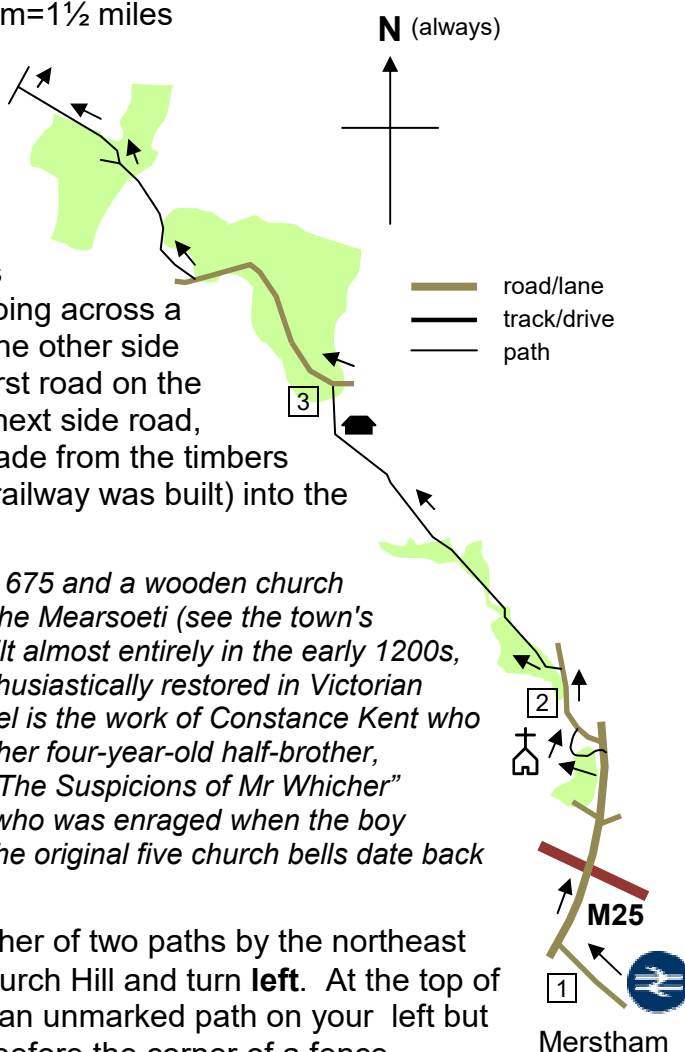 m=1½ miles
N (always)
s
oing across a
road/lane
he other side
track/drive
rst road on the
path
next side road,
3
ade from the timbers
railway was built) into the
675 and a wooden church
he Mearsoeti (see the town's
lt almost entirely in the early 1200s,
husiastically restored in Victorian
2
el is the work of Constance Kent who
her four-year-old half-brother,
The Suspicions of Mr Whicher”
who was enraged when the boy
he original five church bells date back
M25
her of two paths by the northeast
urch Hill and turn left. At the top of
1
an unmarked path on your left but
before the corner of a fence
Merstham